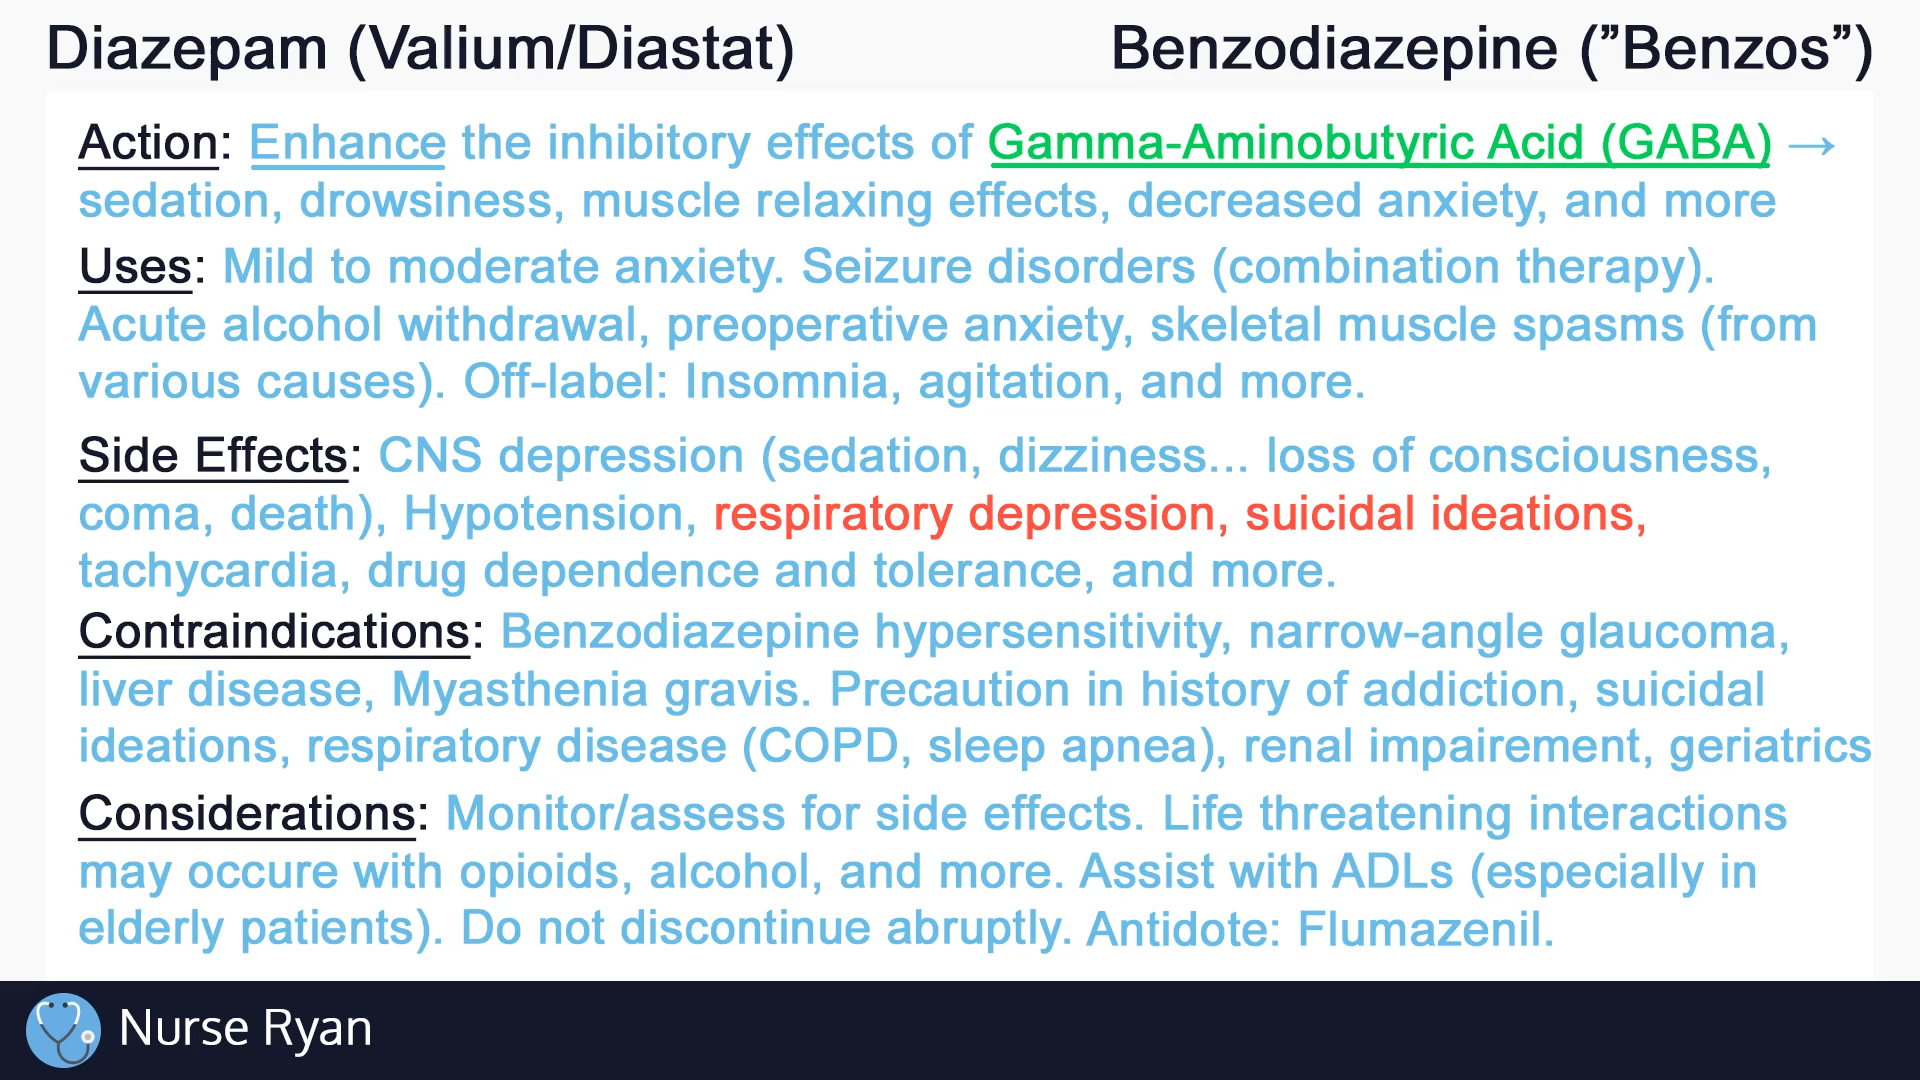 Diazepam (Valium/Diastat) Benzodiazepine (”Benzos”)
Action: Enhance the inhibitory effects of Gamma-Aminobutyric Acid (GABA) →
sedation, drowsiness, muscle relaxing effects, decreased anxiety, and more
Uses: Mild to moderate anxiety. Seizure disorders (combination therapy).
Acute alcohol withdrawal, preoperative anxiety, skeletal muscle spasms (from
various causes). Off-label: Insomnia, agitation, and more.
Side Effects: CNS depression (sedation, dizziness... loss of consciousness,
coma, death), Hypotension, respiratory depression, suicidal ideations,
tachycardia, drug dependence and tolerance, and more.
Contraindications: Benzodiazepine hypersensitivity, narrow-angle glaucoma,
liver disease, Myasthenia gravis. Precaution in history of addiction, suicidal
ideations, respiratory disease (COPD, sleep apnea), renal impairement, geriatrics
Considerations: Monitor/assess for side effects. Life threatening interactions
may occure with opioids, alcohol, and more. Assist with ADLs (especially in
elderly patients). Do not discontinue abruptly. Antidote: Flumazenil.
Nurse Ryan